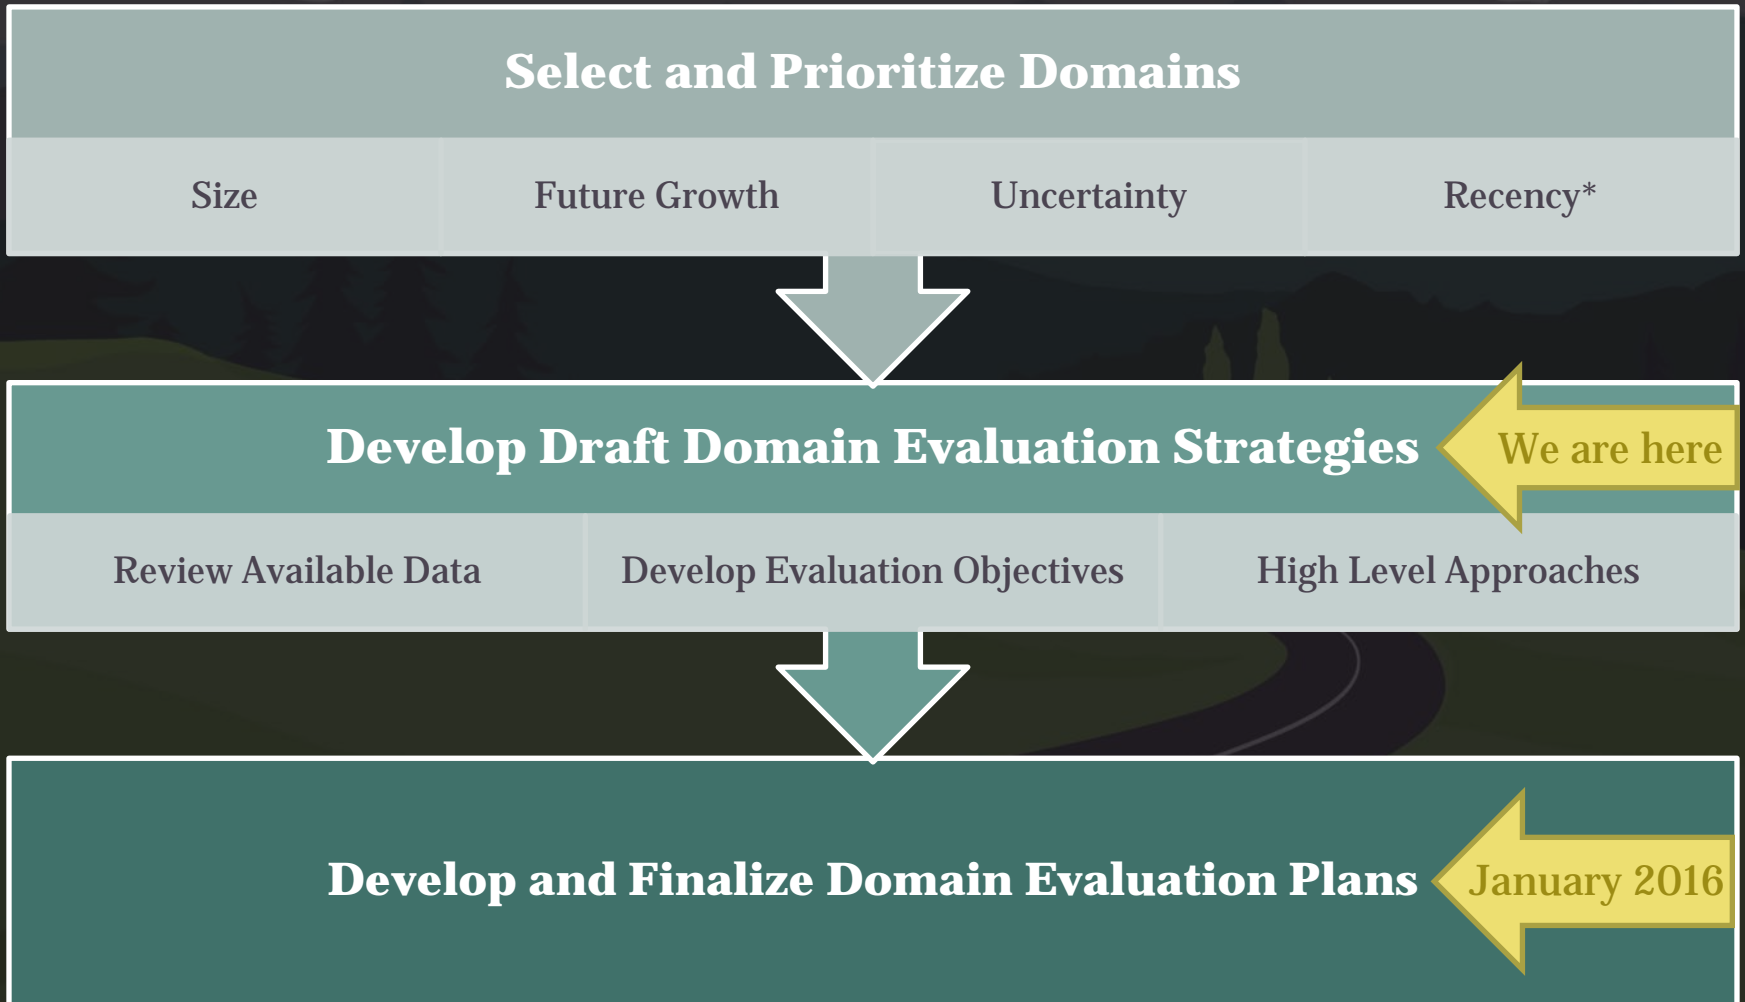 Select and Prioritize Domains
Size
Future Growth
Uncertainty
Recency*
Develop Draft Domain Evaluation Strategies
We are here
Review Available Data
Develop Evaluation Objectives
High Level Approaches
Develop and Finalize Domain Evaluation Plans
January 2016